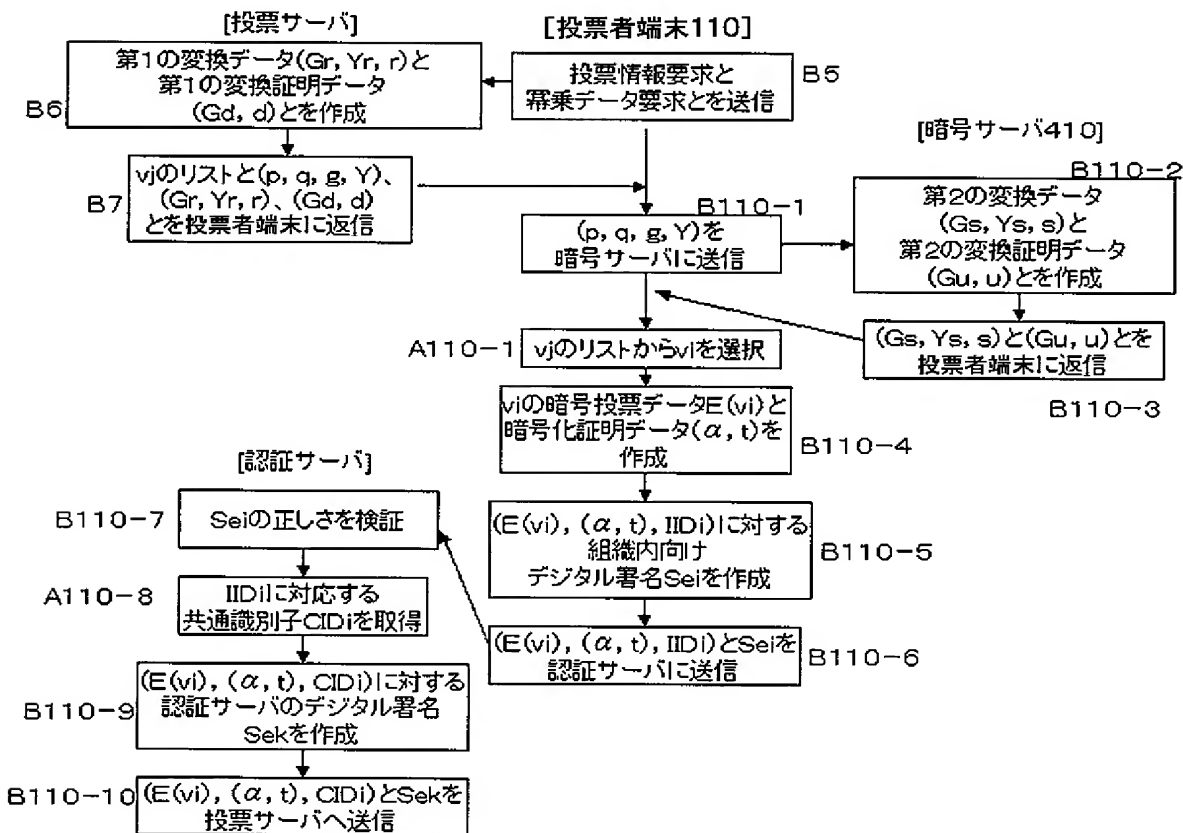 [投票サーバ]
第1の変換データ(Gr, Yr, r)と
第1の変換証明データ
(Gd, d)とを作成
B6
vjのリストと(p, q, g, Y)、
(Gr, Yr, r)、(Gd, d)
とを投票者端末に返信
B7
[投票者端末110]
投票情報要求と
冪乗データ要求とを送信
B5
B110-1
(p, q, g, Y)を
暗号サーバに送信
[暗号サーバ410]
B110-2
第2の変換データ
(Gs, Ys, s)と
第2の変換証明データ
(Gu, u)とを作成
(Gs, Ys, s)と(Gu, u)とを
投票者端末に返信
B110-3
A110-1
vjのリストからviを選択
viの暗号投票データE(vi)と
暗号化証明データ(α, t)を
作成
B110-4
(E(vi), (α, t), IIDi)に対する
組織内向け
デジタル署名Seiを作成
B110-5
(E(vi), (α, t), IIDi)とSeiを
認証サーバに送信
B110-6
[認証サーバ]
B110-7
Seiの正しさを検証
A110-8
IIDiに対応する
共通識別子CIDiを取得
B110-9
(E(vi), (α, t), CIDi)に対する
認証サーバのデジタル署名
Sekを作成
B110-10
(E(vi), (α, t), CIDi)とSekを
投票サーバへ送信